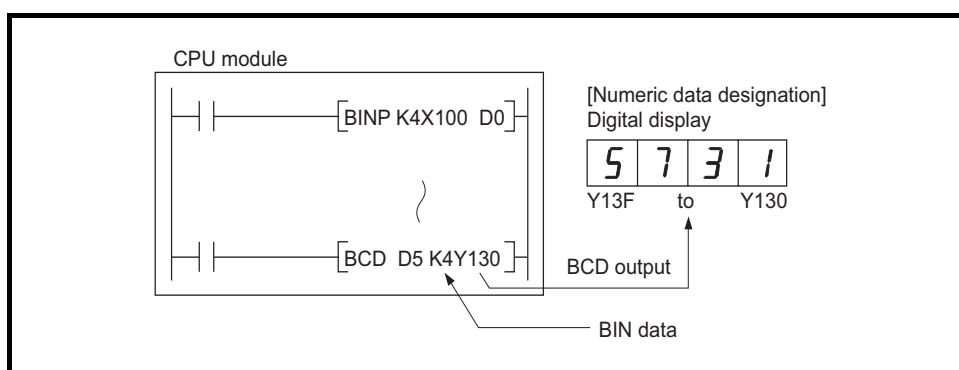 CPU module
BINP K4X100 D0
[Numeric data designation]
Digital display
5 7 3 1
Y13F to Y130
BCD D5 K4Y130
BCD output
BIN data